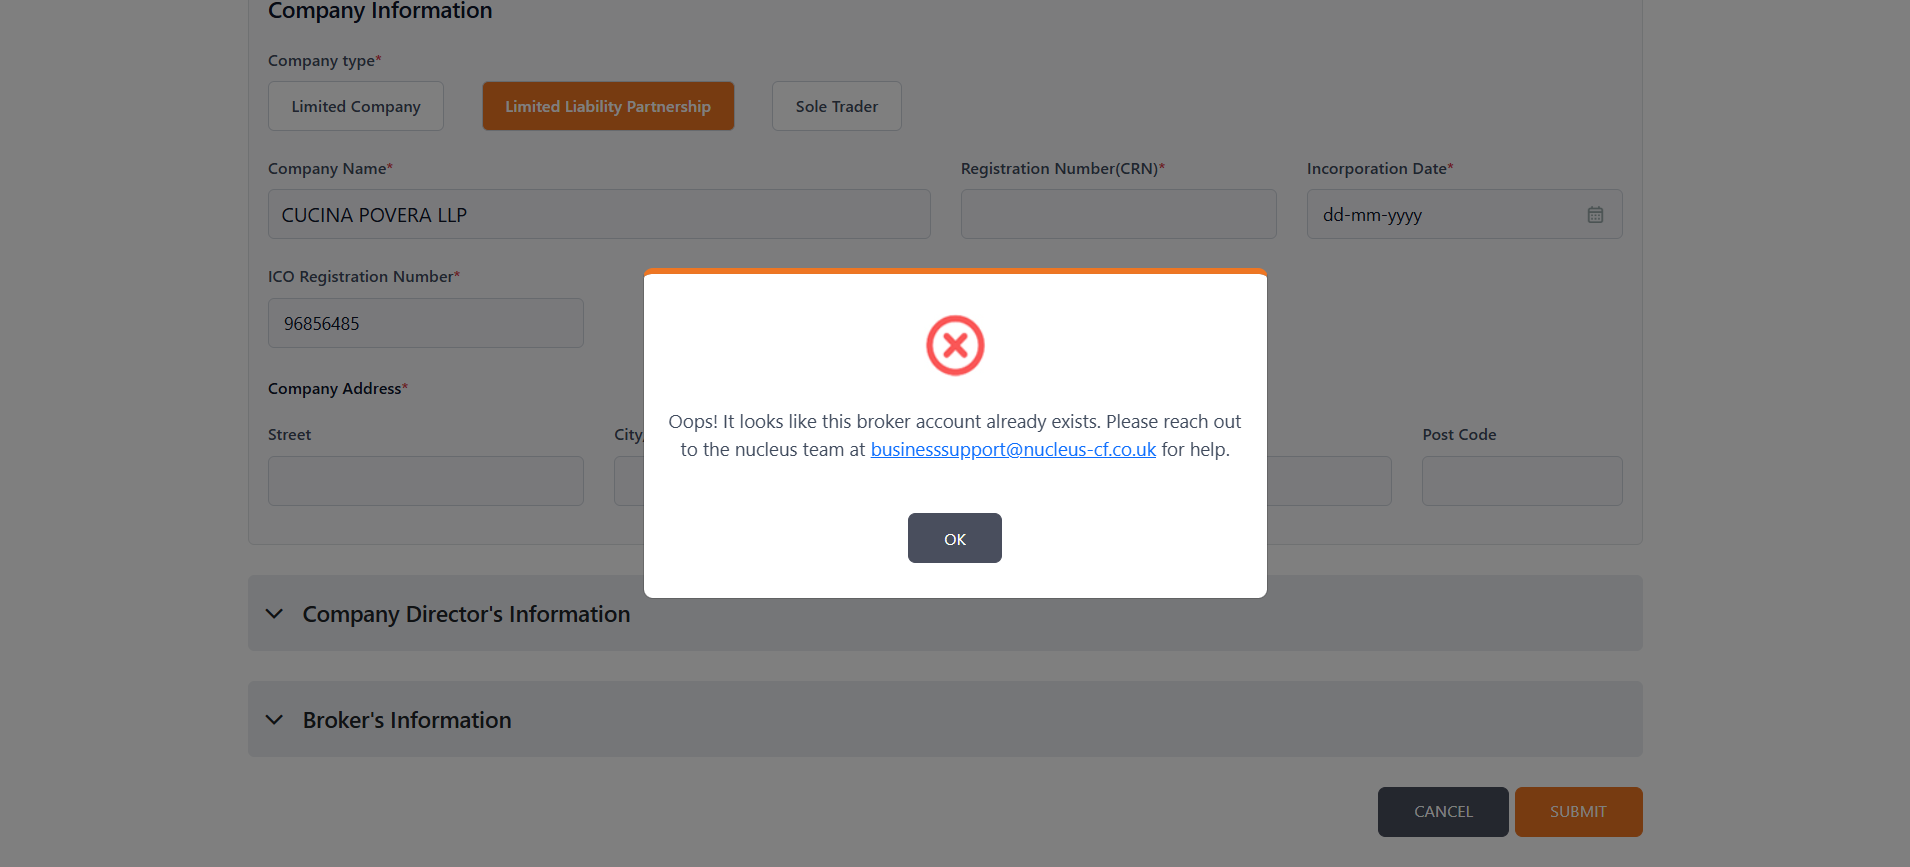 Company Information
Company type*
Limited Company
Limited Liability Partnership
Sole Trader
Company Name*
Registration Number(CRN)*
Incorporation Date*
CUCINA POVERA LLP
dd-mm-yyyy
ICO Registration Number*
96856485
Company Address*
Street
City
Post Code
Oops! It looks like this broker account already exists. Please reach out
to the nucleus team at businesssupport@nucleus-cf.co.uk for help.
OK
Company Director's Information
Broker's Information
CANCEL
SUBMIT